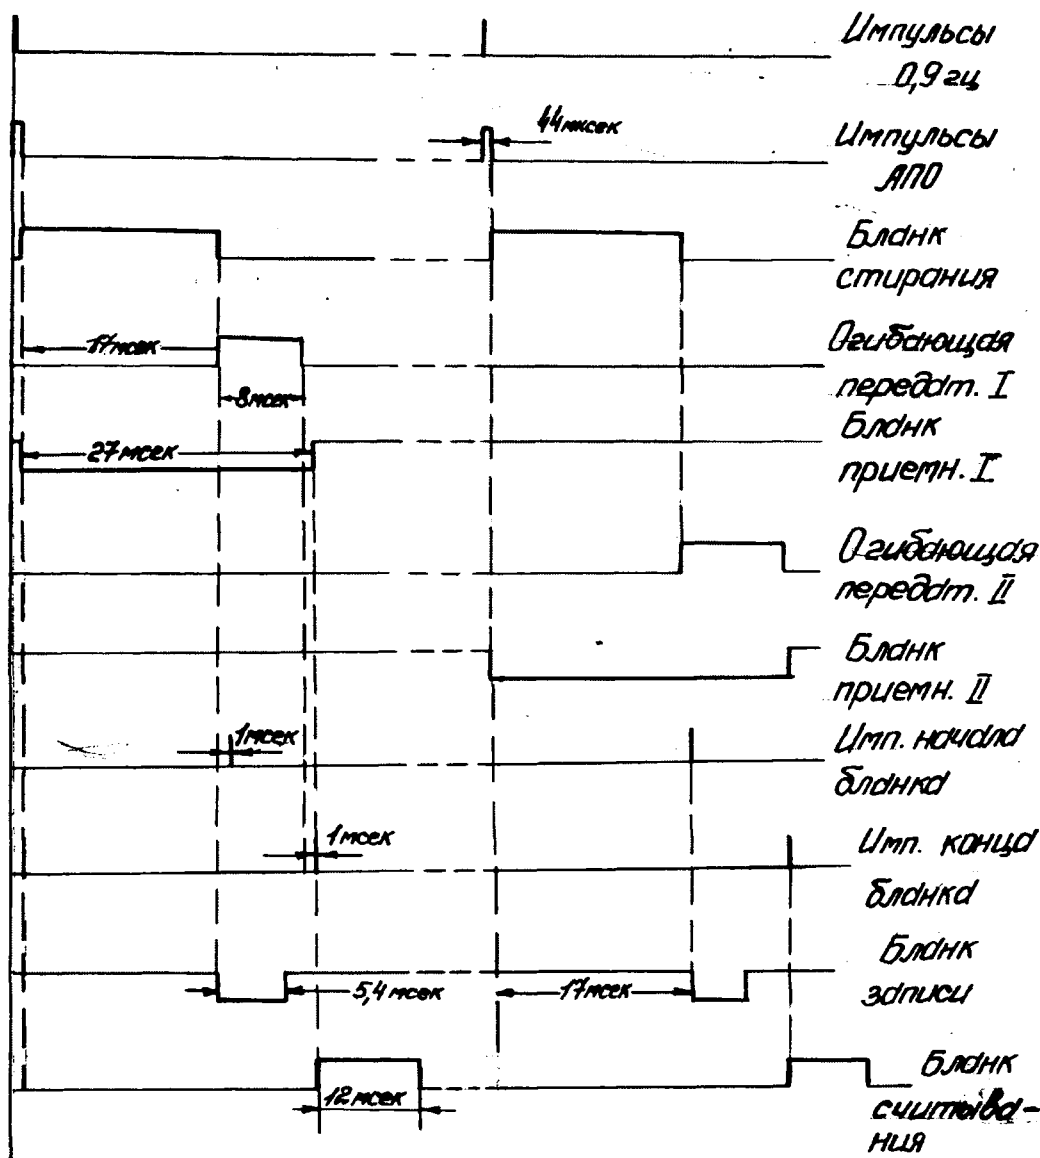 Импульсы
0,9 гц
44 мксек
Импульсы
АПО
Бланк
стирания
17 мсек
Огибающая
передат. I
8 мсек
Бланк
27 мсек
приемн. I
Огибающая
передат. II
Бланк
приемн. II
1 мсек
Имп. начала
бланка
1 мсек
Имп. конца
бланка
Бланк
5,4 мсек
17 мсек
записи
Бланк
12 мсек
считыва-
ния